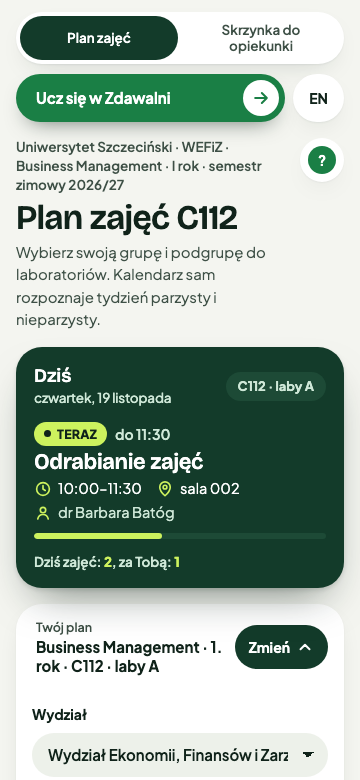 Plan zajęć
Skrzynka do
opiekunki
Ucz się w Zdawalni
EN
Uniwersytet Szczeciński · WEFiZ ·
Business Management · I rok · semestr
zimowy 2026/27
?
Plan zajęć C112
Wybierz swoją grupę i podgrupę do
laboratoriów. Kalendarz sam
rozpoznaje tydzień parzysty i
nieparzysty.
Dziś
czwartek, 19 listopada
C112 · laby A
TERAZ do 11:30
Odrabianie zajęć
10:00–11:30 sala 002
dr Barbara Batóg
Dziś zajęć: 2, za Tobą: 1
Twój plan
Business Management · 1.
rok · C112 · laby A
Zmień
Wydział
Wydział Ekonomii, Finansów i Zarz